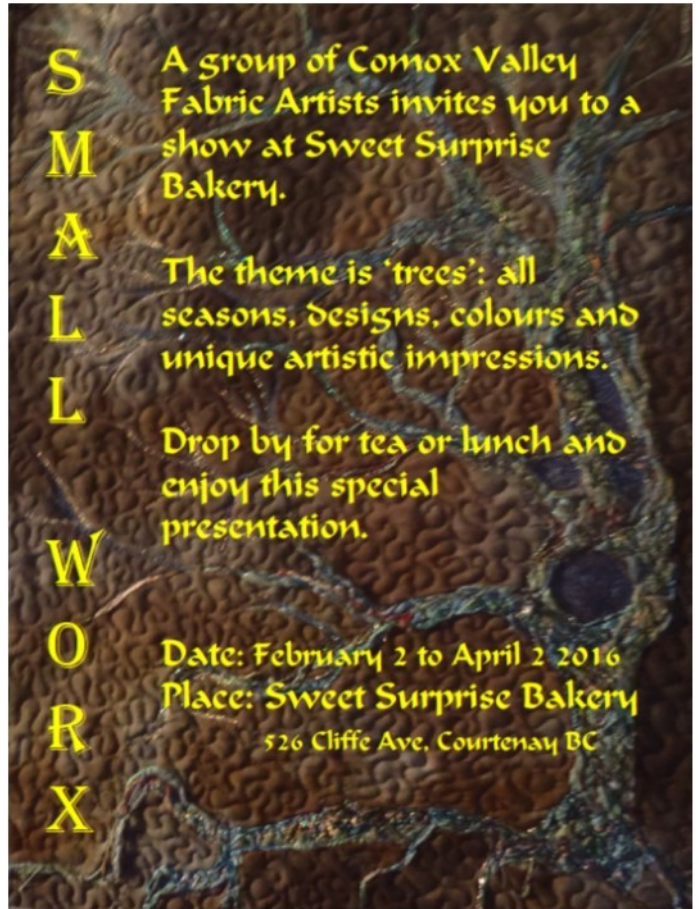 SMALL WORX
A group of Comox Valley
Fabric Artists invites you to a
show at Sweet Surprise
Bakery.
The theme is ‘trees’: all
seasons, designs, colours and
unique artistic impressions.
Drop by for tea or lunch and
enjoy this special
presentation.
Date: February 2 to April 2 2016
Place: Sweet Surprise Bakery
526 Cliffe Ave, Courtenay BC